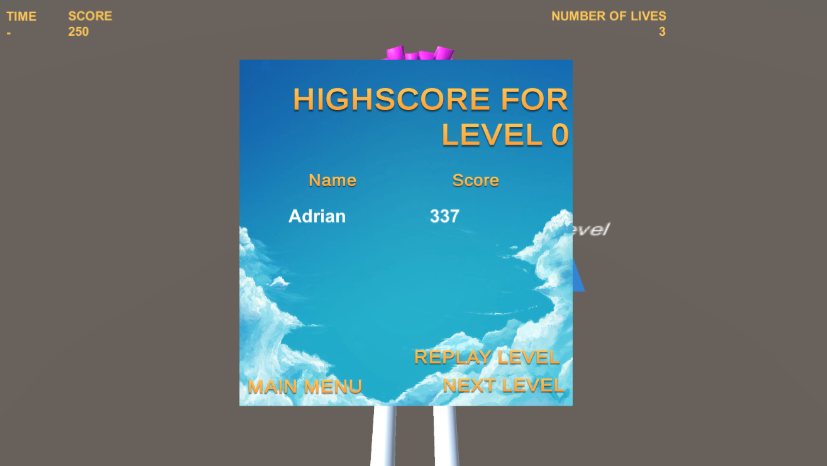 TIME SCORE NUMBER OF LIVES
- 250 3
HIGHSCORE FOR
LEVEL 0
Name Score
Adrian 337
REPLAY LEVEL
MAIN MENU NEXT LEVEL